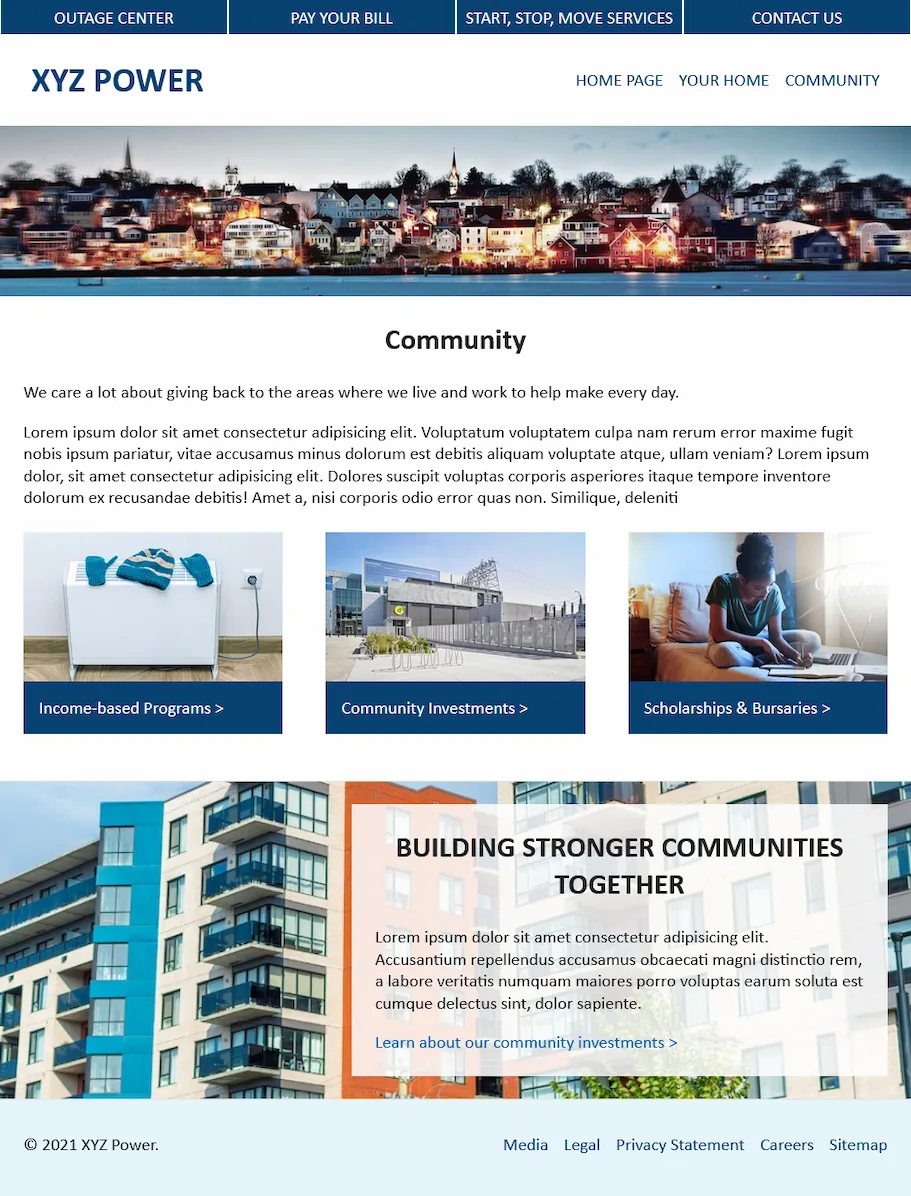 OUTAGE CENTER PAY YOUR BILL START, STOP, MOVE SERVICES CONTACT US
XYZ POWER HOME PAGE YOUR HOME COMMUNITY
Community
We care a lot about giving back to the areas where we live and work to help make every day.
Lorem ipsum dolor sit amet consectetur adipisicing elit. Voluptatum voluptatem culpa nam rerum error maxime fugit
nobis ipsum pariatur, vitae accusamus minus dolorum est debitis aliquam voluptate atque, ullam veniam? Lorem ipsum
dolor, sit amet consectetur adipisicing elit. Dolores suscipit voluptas corporis asperiores itaque tempore inventore
dolorum ex recusandae debitis! Amet a, nisi corporis odio error quas non. Similique, deleniti
Income-based Programs > Community Investments > Scholarships & Bursaries >
BUILDING STRONGER COMMUNITIES
TOGETHER
Lorem ipsum dolor sit amet consectetur adipisicing elit.
Accusantium repellendus accusamus obcaecati magni distinctio rem,
a labore veritatis numquam maiores porro voluptas earum soluta est
cumque delectus sint, dolor sapiente.
Learn about our community investments >
© 2021 XYZ Power. Media Legal Privacy Statement Careers Sitemap